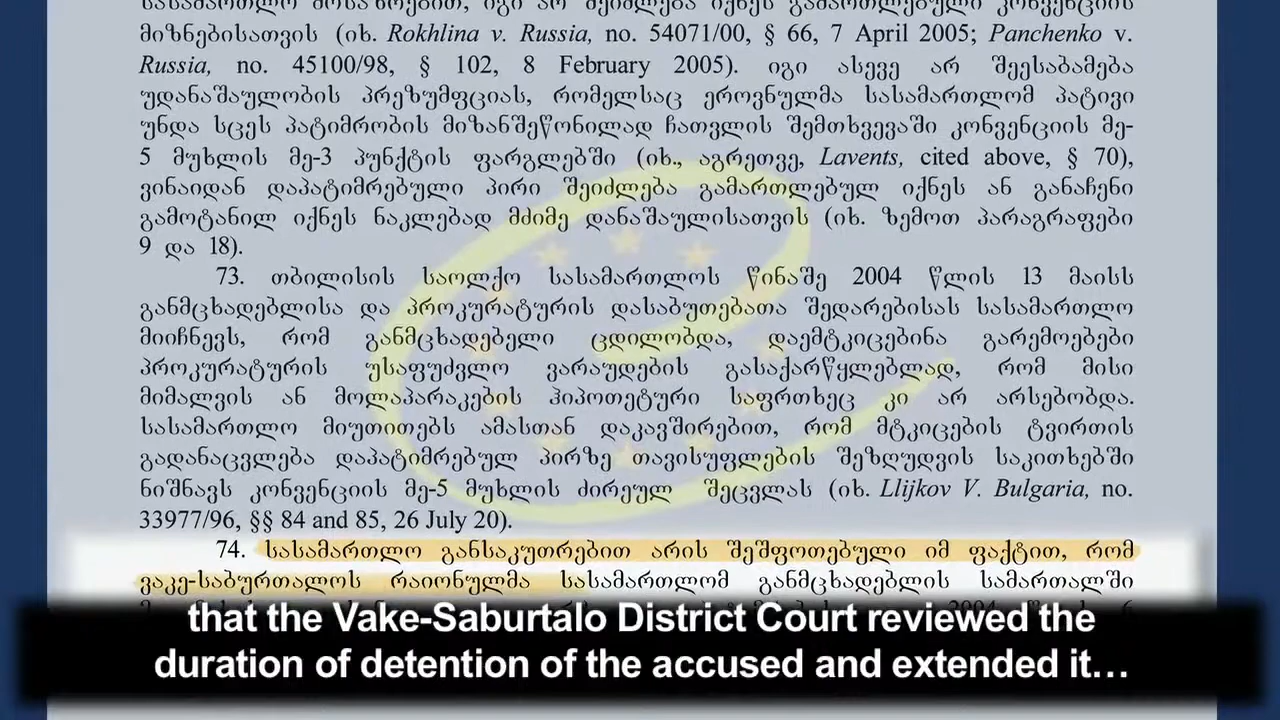 სასამართლო მოსაზრებით, იგი არ შეიძლება იქნეს გამართლებული კონვენციის
მიზნებისათვის (იხ. Rokhlina v. Russia, no. 54071/00, § 66, 7 April 2005; Panchenko v.
Russia, no. 45100/98, § 102, 8 February 2005). იგი ასევე არ შეესაბამება
უდანაშაულობის პრეზუმფციას, რომელსაც ეროვნულმა სასამართლომ პატივი
უნდა სცეს პატიმრობის მიზანშეწონილად ჩათვლის შემთხვევაში კონვენციის მე-
5 მუხლის მე-3 პუნქტის ფარგლებში (იხ., აგრეთვე, Lavents, cited above, § 70),
ვინაიდან დაპატიმრებული პირი შეიძლება გამართლებულ იქნეს ან განაჩენი
გამოტანილ იქნეს ნაკლებად მძიმე დანაშაულისათვის (იხ. ზემოთ პარაგრაფები
9 და 18).
73. თბილისის საოლქო სასამართლოს წინაშე 2004 წლის 13 მაისს
განმცხადებლისა და პროკურატურის დასაბუთებათა შედარებისას სასამართლო
მიიჩნევს, რომ განმცხადებელი ცდილობდა, დაემტკიცებინა გარემოებები
პროკურატურის უსაფუძვლო ვარაუდების გასაქარწყლებლად, რომ მისი
მიმალვის ან მოლაპარაკების ჰიპოთეტური საფრთხეც კი არ არსებობდა.
სასამართლო მიუთითებს ამასთან დაკავშირებით, რომ მტკიცების ტვირთის
გადანაცვლება დაპატიმრებულ პირზე თავისუფლების შეზღუდვის საკითხებში
ნიშნავს კონვენციის მე-5 მუხლის ძირეულ შეცვლას (იხ. Llijkov V. Bulgaria, no.
33977/96, §§ 84 and 85, 26 July 20).
74. სასამართლო განსაკუთრებით არის შეშფოთებული იმ ფაქტით, რომ
ვაკე-საბურთალოს რაიონულმა სასამართლომ განმცხადებლის სამართალში
that the Vake-Saburtalo District Court reviewed the
duration of detention of the accused and extended it…